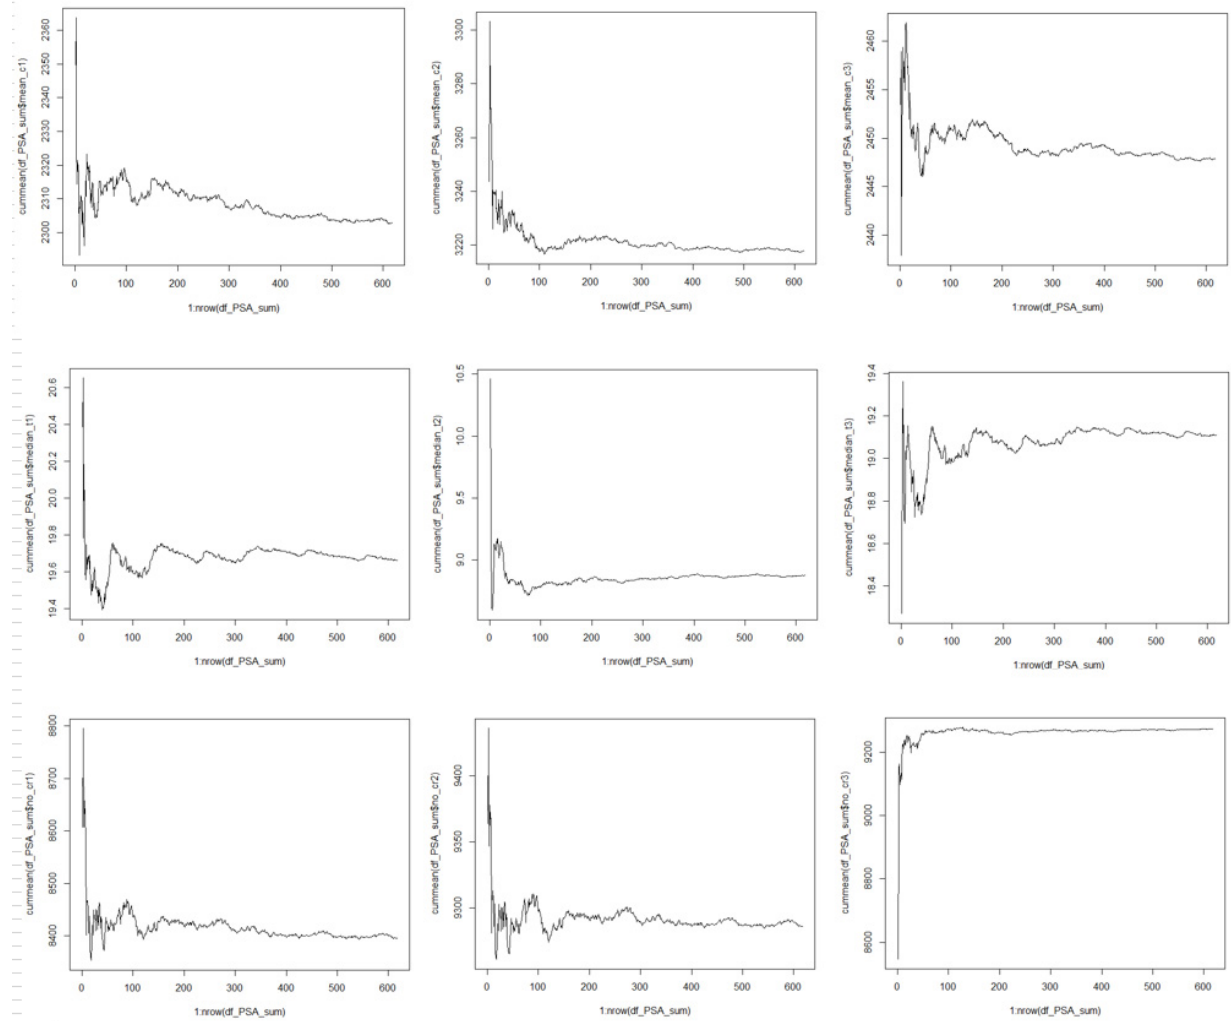 cummean(df_PSA_sum$mean_c1)
2360
2350
2340
2330
2320
2310
2300
0 100 200 300 400 500 600
1:nrow(df_PSA_sum)
cummean(df_PSA_sum$mean_c2)
3300
3280
3260
3240
3220
0 100 200 300 400 500 600
1:nrow(df_PSA_sum)
cummean(df_PSA_sum$mean_c3)
2460
2455
2450
2445
2440
0 100 200 300 400 500 600
1:nrow(df_PSA_sum)
cummean(df_PSA_sum$median_t1)
20.6
20.4
20.2
20.0
19.8
19.6
19.4
0 100 200 300 400 500 600
1:nrow(df_PSA_sum)
cummean(df_PSA_sum$median_t2)
10.5
10.0
9.5
9.0
0 100 200 300 400 500 600
1:nrow(df_PSA_sum)
cummean(df_PSA_sum$median_t3)
19.4
19.2
19.0
18.8
18.6
18.4
0 100 200 300 400 500 600
1:nrow(df_PSA_sum)
cummean(df_PSA_sum$no_cr1)
8800
8700
8600
8500
8400
0 100 200 300 400 500 600
1:nrow(df_PSA_sum)
cummean(df_PSA_sum$no_cr2)
9400
9350
9300
0 100 200 300 400 500 600
1:nrow(df_PSA_sum)
cummean(df_PSA_sum$no_cr3)
9200
9000
8800
8600
0 100 200 300 400 500 600
1:nrow(df_PSA_sum)